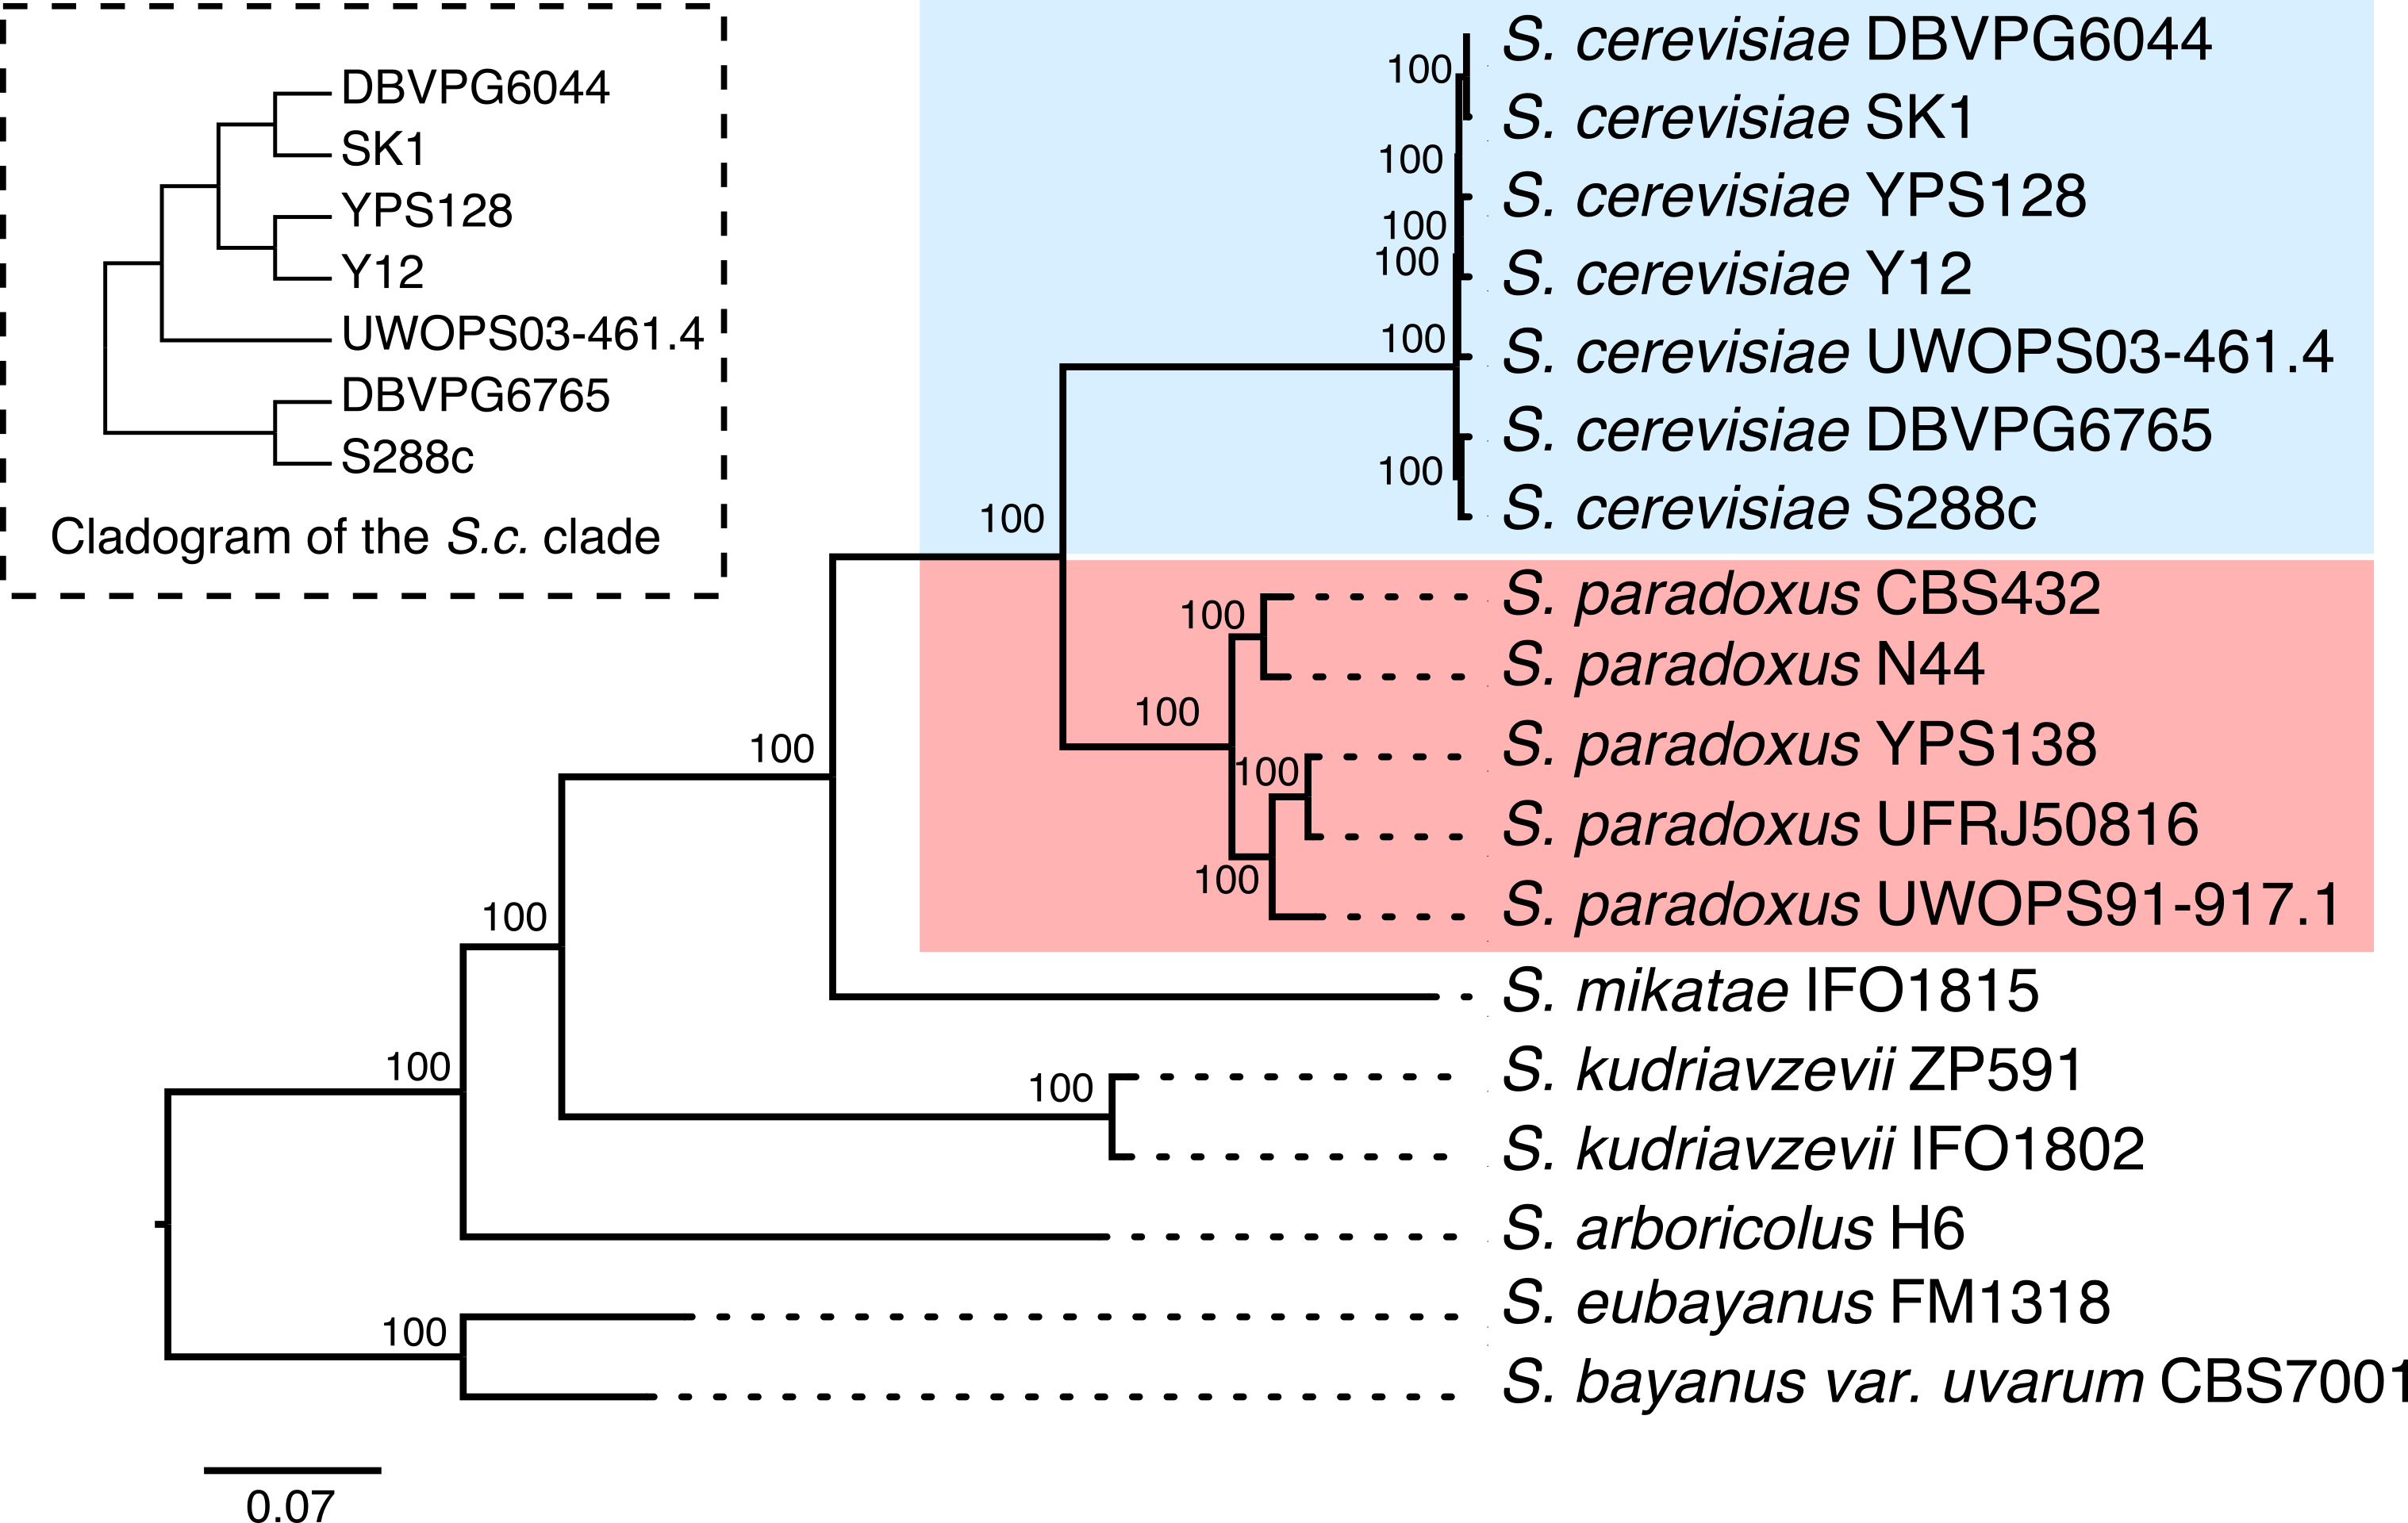 DBVPG6044
SK1
YPS128
Y12
UWOPS03-461.4
DBVPG6765
S288c
Cladogram of the S.c. clade
S. cerevisiae DBVPG6044
100
S. cerevisiae SK1
100
S. cerevisiae YPS128
100
100
S. cerevisiae Y12
100
S. cerevisiae UWOPS03-461.4
S. cerevisiae DBVPG6765
100
S. cerevisiae S288c
100
S. paradoxus CBS432
100
S. paradoxus N44
100
S. paradoxus YPS138
100
100
S. paradoxus UFRJ50816
100
S. paradoxus UWOPS91-917.1
100
S. mikatae IFO1815
100
S. kudriavzevii ZP591
100
S. kudriavzevii IFO1802
S. arboricolus H6
S. eubayanus FM1318
100
S. bayanus var. uvarum CBS7001
0.07